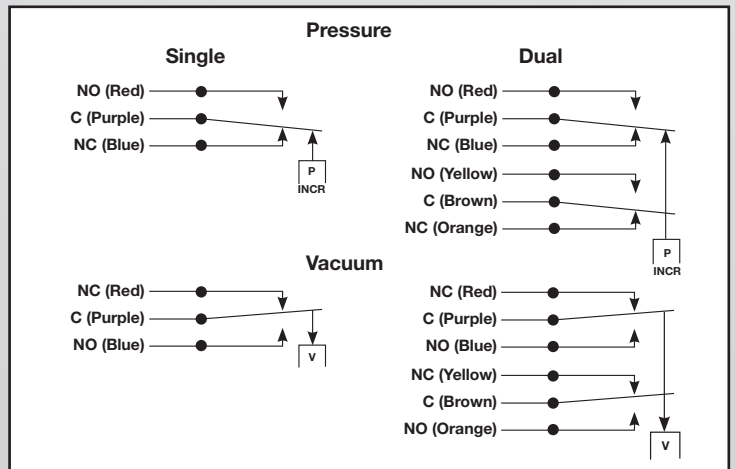 Pressure
Single
NO (Red)
C (Purple)
NC (Blue)
P
INCR
Dual
NO (Red)
C (Purple)
NC (Blue)
NO (Yellow)
C (Brown)
NC (Orange)
P
INCR
Vacuum
NC (Red)
C (Purple)
NO (Blue)
V
NC (Red)
C (Purple)
NO (Blue)
NC (Yellow)
C (Brown)
NO (Orange)
V